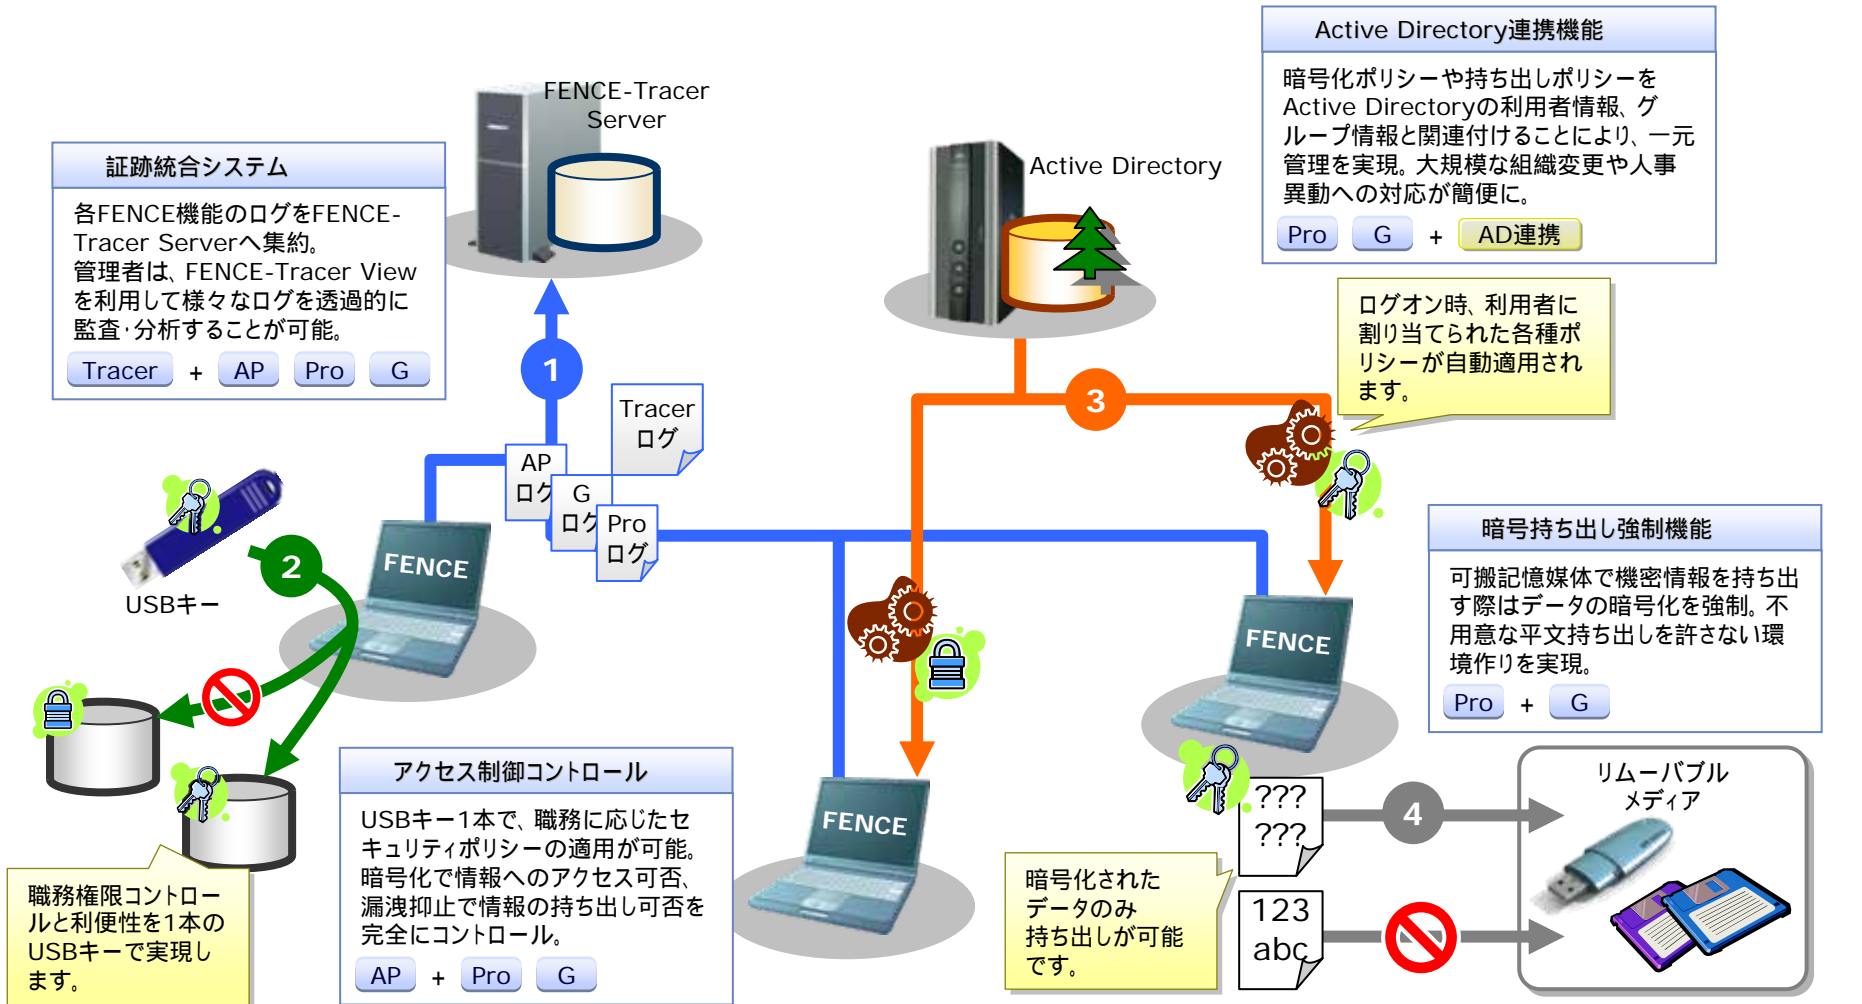 Active Directory連携機能
暗号化ポリシーや持ち出しポリシーを
Active Directoryの利用者情報、グ
ループ情報と関連付けることにより、一元
管理を実現。大規模な組織変更や人事
異動への対応が簡便に。
Pro G + AD連携
FENCE-Tracer
Server
Active Directory
証跡統合システム
各FENCE機能のログをFENCE-
Tracer Serverへ集約。
管理者は、FENCE-Tracer View
を利用して様々なログを透過的に
監査・分析することが可能。
Tracer + AP Pro G
ログオン時、利用者に
割り当てられた各種ポ
リシーが自動適用され
ます。
1
3
Tracer
ログ
AP
ログ
G
ログ
Pro
ログ
USBキー
2
FENCE
FENCE
FENCE
暗号持ち出し強制機能
可搬記憶媒体で機密情報を持ち出
す際はデータの暗号化を強制。不
用意な平文持ち出しを許さない環
境作りを実現。
Pro + G
アクセス制御コントロール
USBキー1本で、職務に応じたセ
キュリティポリシーの適用が可能。
暗号化で情報へのアクセス可否、
漏洩抑止で情報の持ち出し可否を
完全にコントロール。
AP + Pro G
職務権限コントロー
ルと利便性を1本の
USBキーで実現し
ます。
暗号化された
データのみ
持ち出しが可能
です。
???
???
4
123
abc
リムーバブル
メディア